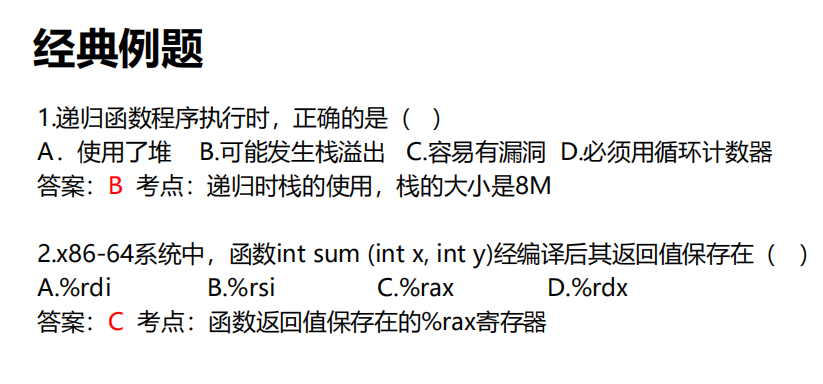 经典例题
1.递归函数程序执行时，正确的是（ ）
A．使用了堆 B.可能发生栈溢出 C.容易有漏洞 D.必须用循环计数器
答案：B 考点：递归时栈的使用，栈的大小是8M
2.x86-64系统中，函数int sum (int x, int y)经编译后其返回值保存在（ ）
A.%rdi B.%rsi C.%rax D.%rdx
答案：C 考点：函数返回值保存在的%rax寄存器